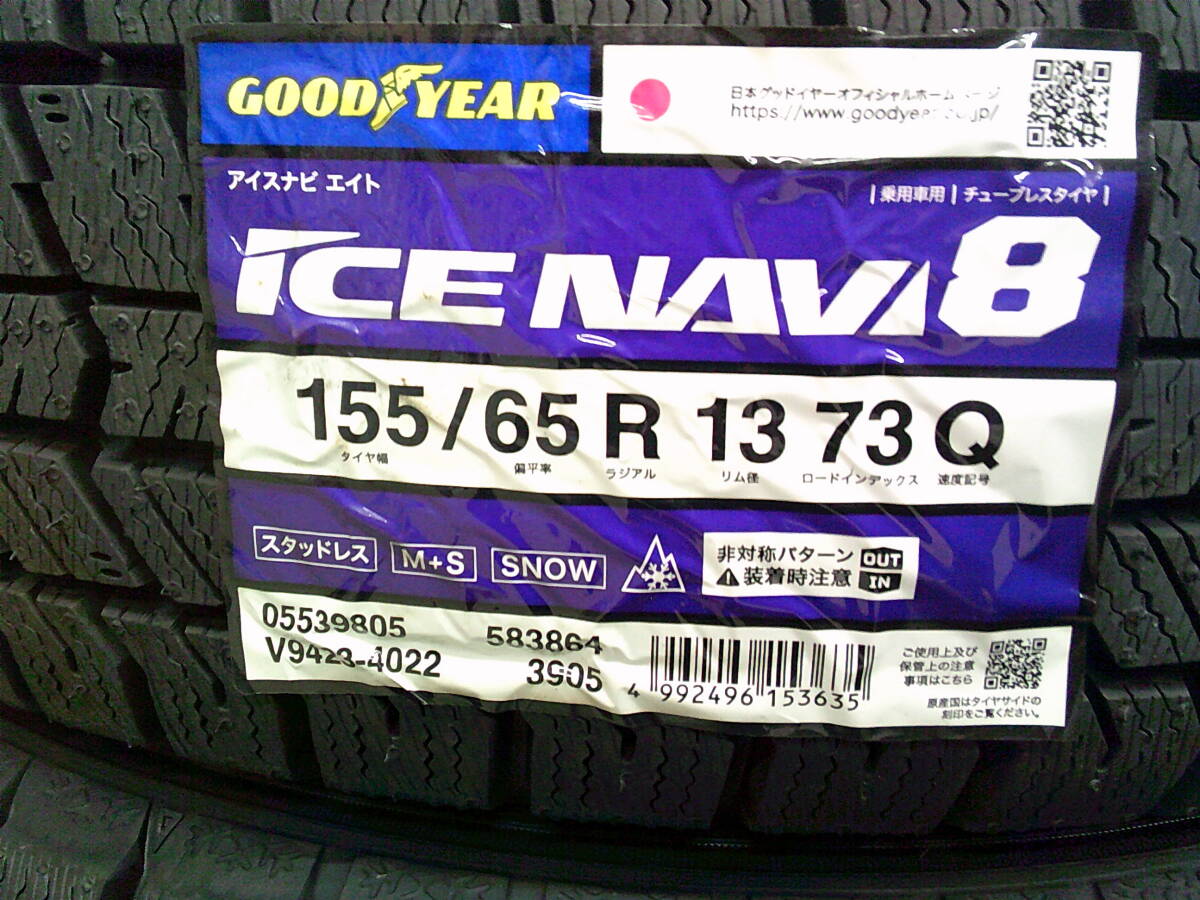 GOODYEAR
日本グッドイヤーオフィシャルホームページ
https://www.goodyear.co.jp/
アイスナビ エイト
|乗用車用|チューブレスタイヤ|
ICE NAVI 8
155/65 R 13 73 Q
タイヤ幅 偏平率 ラジアル リム径 ロードインデックス 速度記号
スタッドレス M+S SNOW
非対称パターン OUT
装着時注意 IN
05539805 583864
V9423-4022 3905
4 992496 153635
ご使用上及び
保管上の注意
事項はこちら
原産国はタイヤサイドの
刻印をご覧ください。